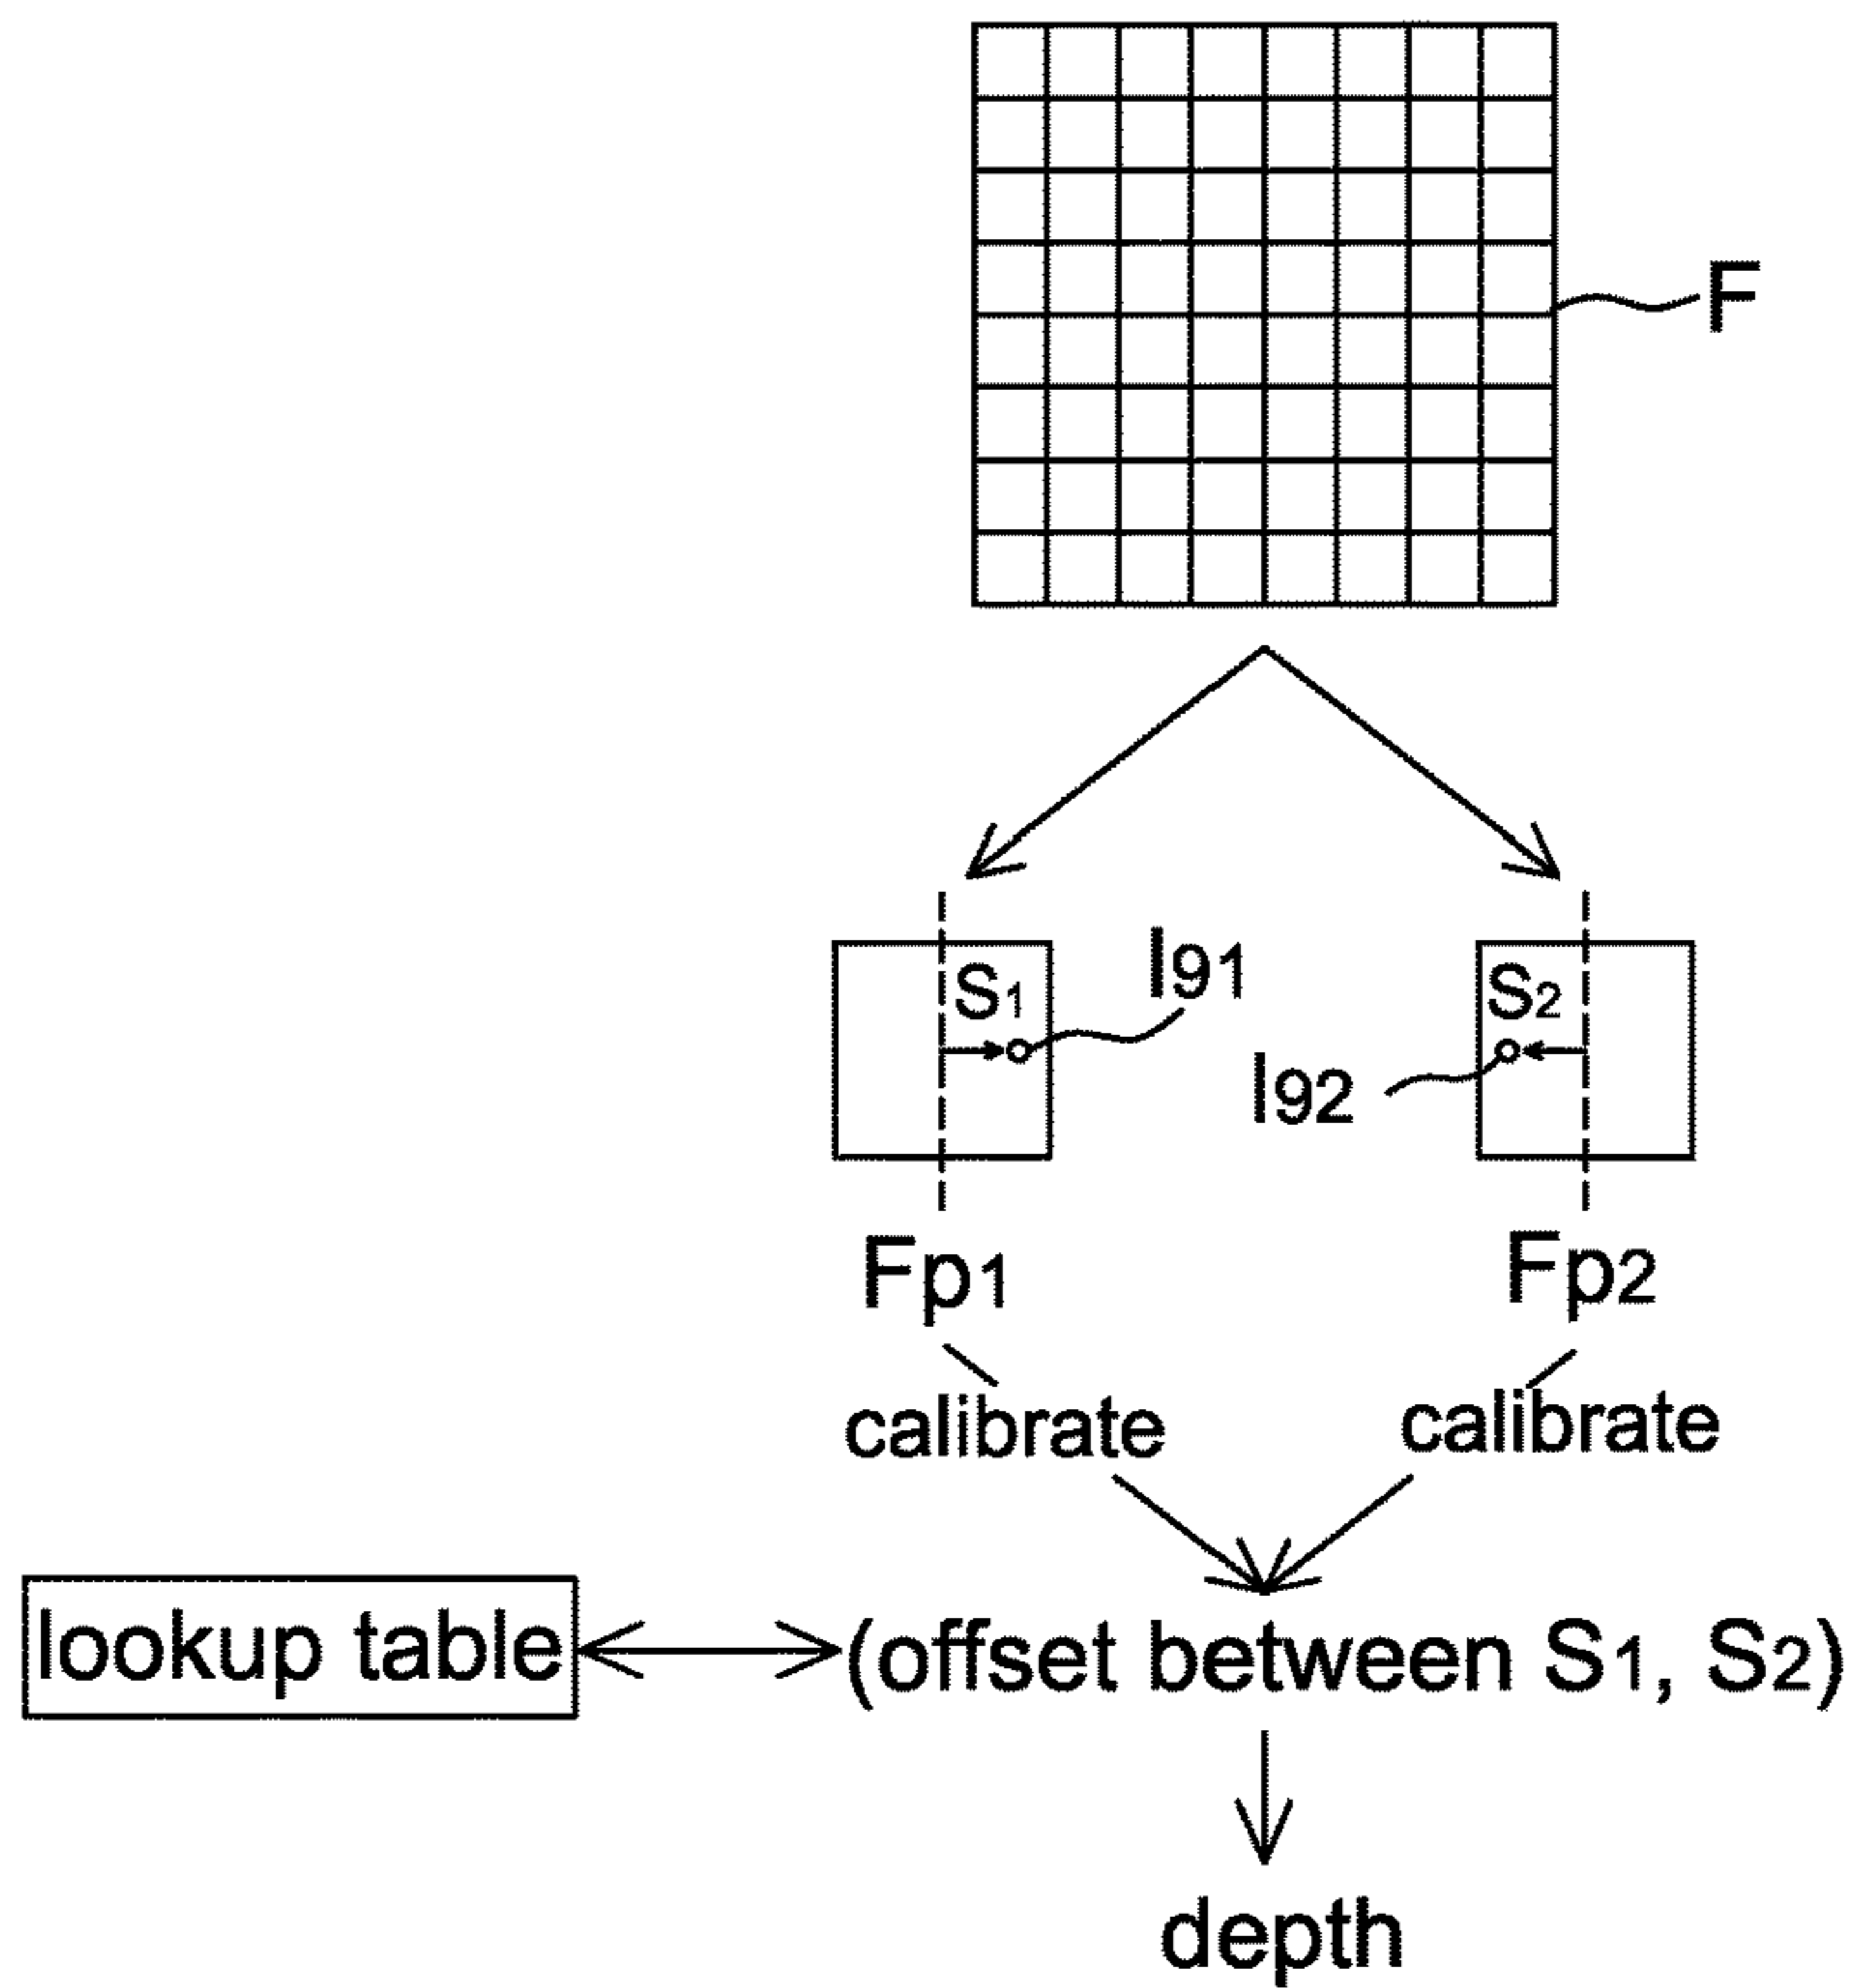 F
S1
I91
S2
I92
Fp1
Fp2
calibrate
calibrate
lookup table
(offset between S1, S2)
depth